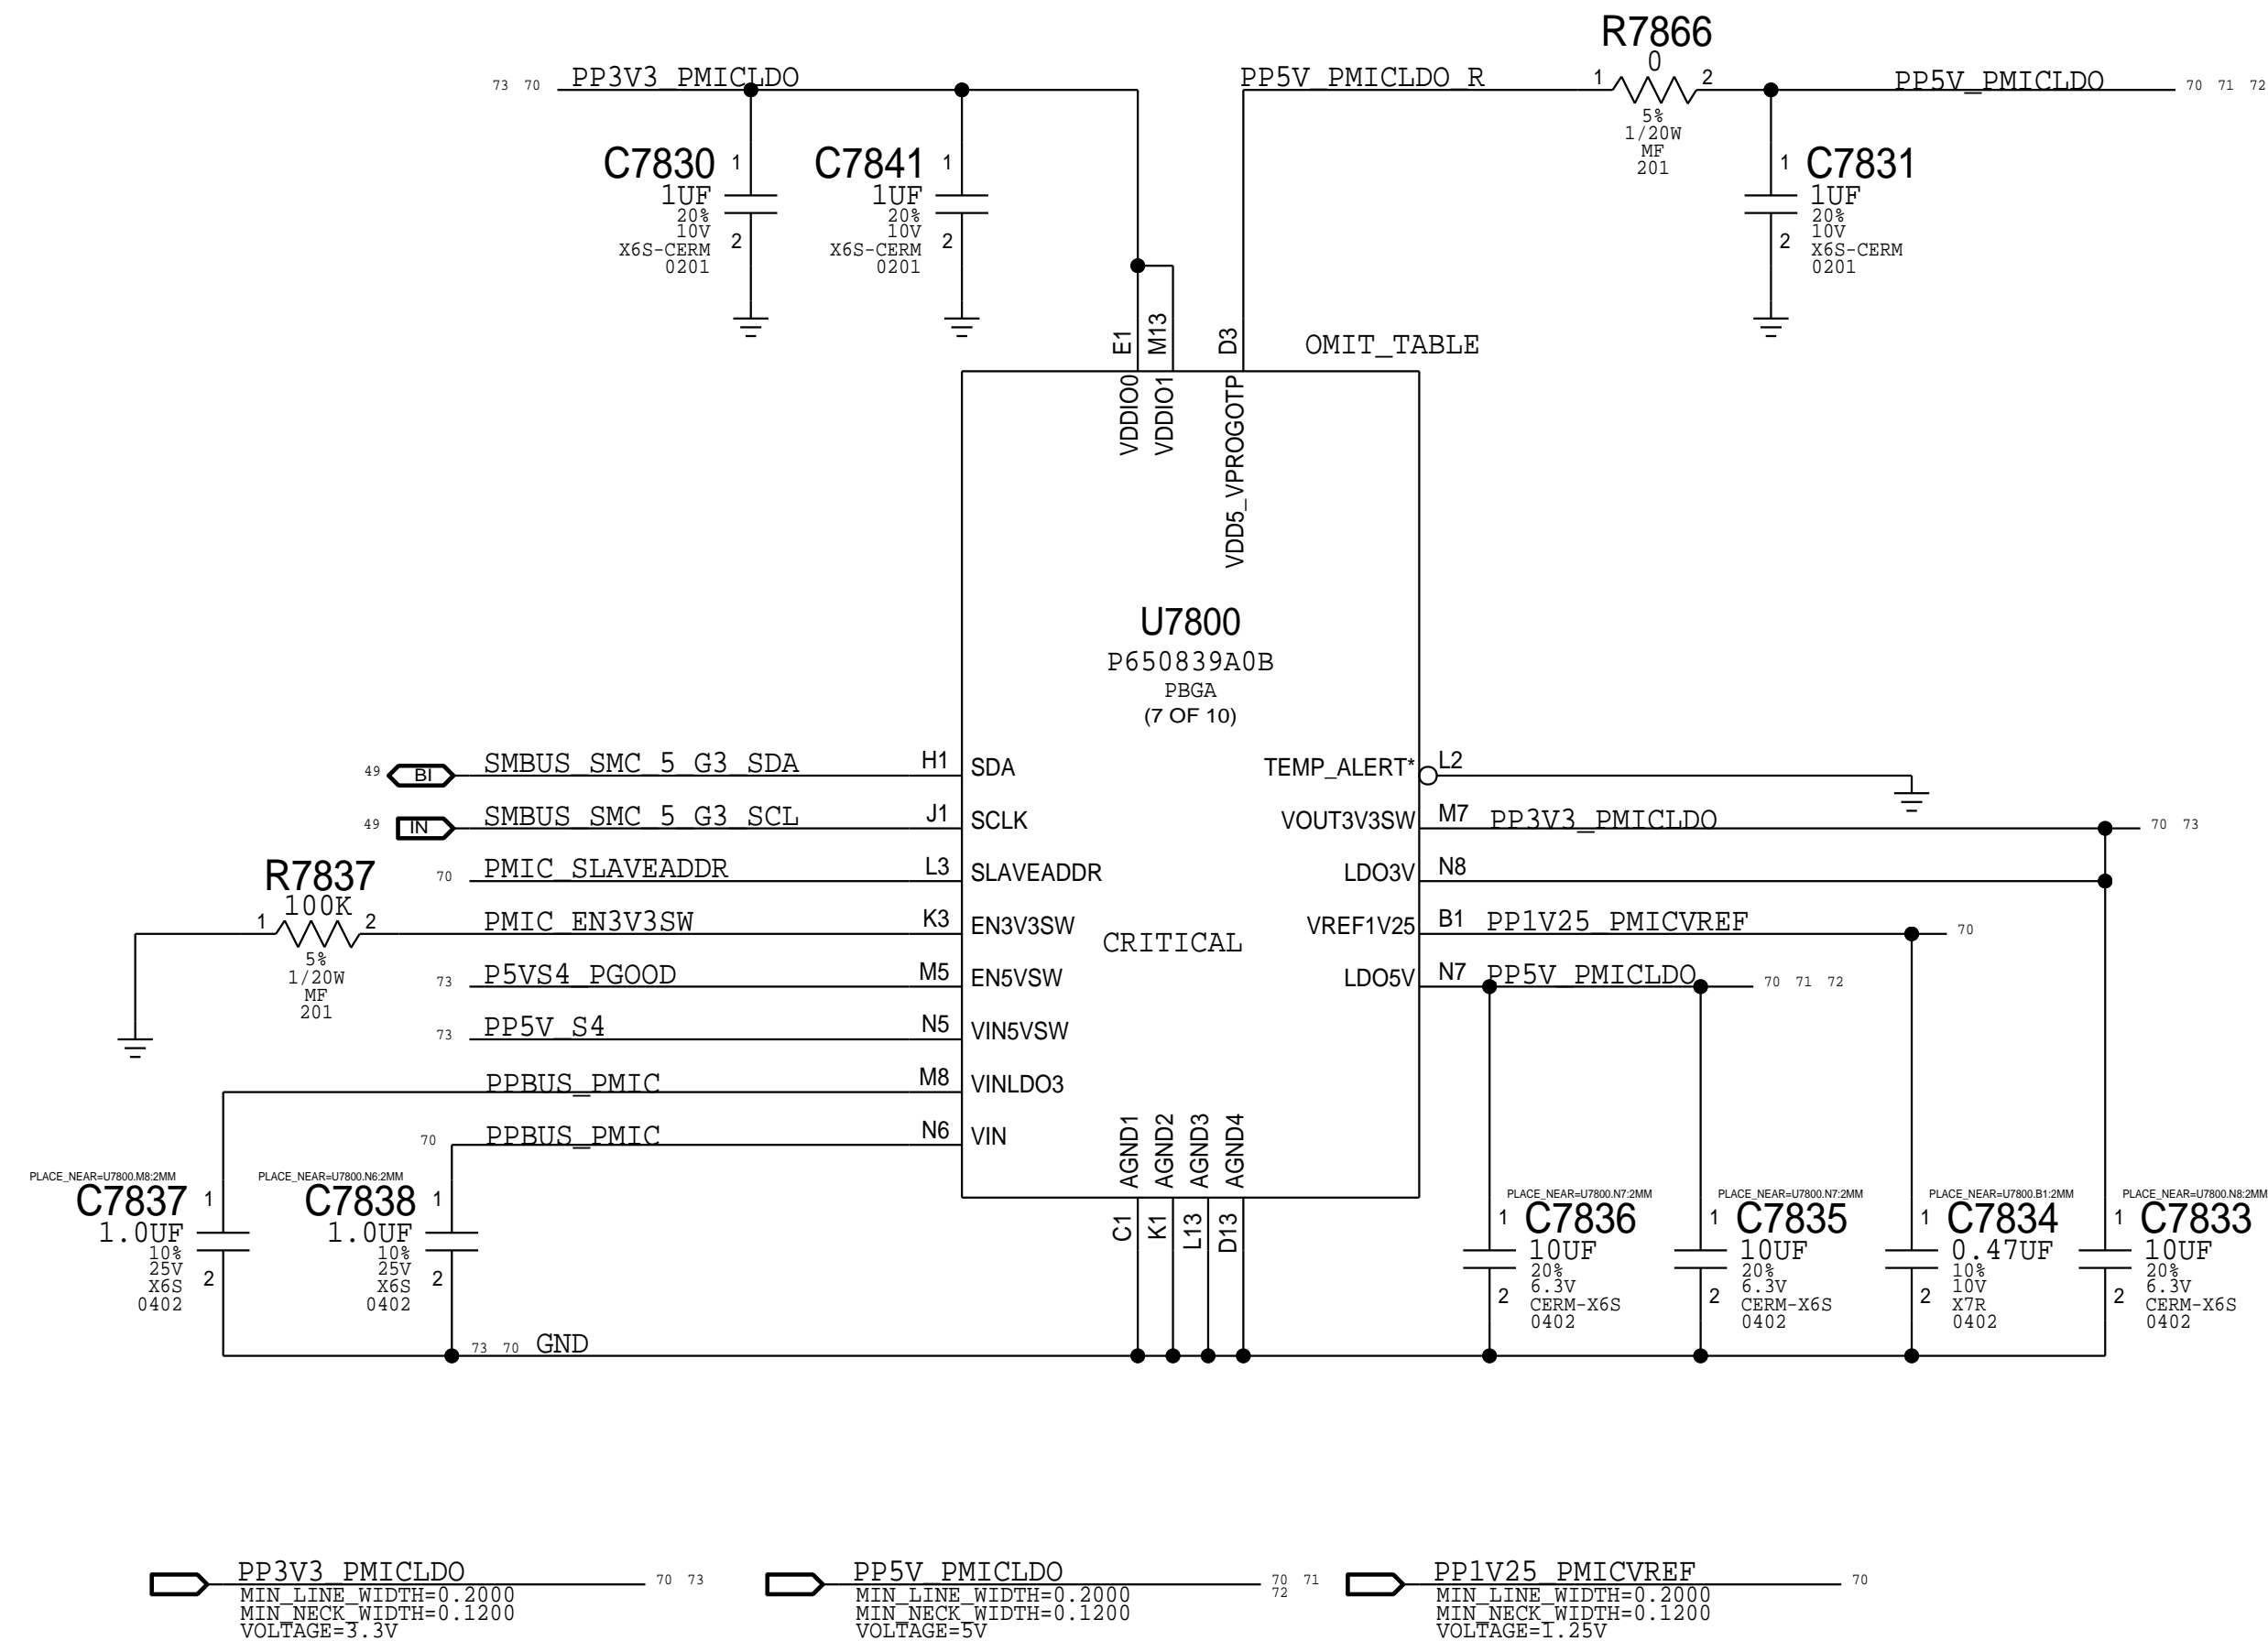 R7866
0
73 70 PP3V3_PMICLDO
PP5V_PMICLDO_R
1 2
PP5V_PMICLDO
70 71 72
5%
1/20W
MF
201
C7830
1UF
20%
10V
X6S-CERM
0201
1
2
C7841
1UF
20%
10V
X6S-CERM
0201
1
2
1
2
C7831
1UF
20%
10V
X6S-CERM
0201
E1
M13
D3
OMIT_TABLE
VDDIO0
VDDIO1
VDD5_VPROGOTP
U7800
P650839A0B
PBGA
(7 OF 10)
49 BI SMBUS_SMC_5_G3_SDA H1 SDA
TEMP_ALERT* L2
49 IN SMBUS_SMC_5_G3_SCL J1 SCLK
VOUT3V3SW M7 PP3V3_PMICLDO 70 73
70 PMIC_SLAVEADDR L3 SLAVEADDR
LDO3V N8
R7837
100K
1 2
5%
1/20W
MF
201
PMIC_EN3V3SW K3 EN3V3SW
CRITICAL
VREF1V25 B1 PP1V25_PMICVREF 70
73 P5VS4_PGOOD M5 EN5VSW
LDO5V N7 PP5V_PMICLDO 70 71 72
73 PP5V_S4 N5 VIN5VSW
PPBUS_PMIC M8 VINLDO3
70 PPBUS_PMIC N6 VIN
AGND1
AGND2
AGND3
AGND4
C1
K1
L13
D13
PLACE_NEAR=U7800.M8:2MM
C7837
1.0UF
10%
25V
X6S
0402
1
2
PLACE_NEAR=U7800.N6:2MM
C7838
1.0UF
10%
25V
X6S
0402
1
2
PLACE_NEAR=U7800.N7:2MM
1
2
C7836
10UF
20%
6.3V
CERM-X6S
0402
PLACE_NEAR=U7800.N7:2MM
1
2
C7835
10UF
20%
6.3V
CERM-X6S
0402
PLACE_NEAR=U7800.B1:2MM
1
2
C7834
0.47UF
10%
10V
X7R
0402
PLACE_NEAR=U7800.N8:2MM
1
2
C7833
10UF
20%
6.3V
CERM-X6S
0402
73 70 GND
PP3V3_PMICLDO 70 73
MIN_LINE_WIDTH=0.2000
MIN_NECK_WIDTH=0.1200
VOLTAGE=3.3V
PP5V_PMICLDO 70 71
72
MIN_LINE_WIDTH=0.2000
MIN_NECK_WIDTH=0.1200
VOLTAGE=5V
PP1V25_PMICVREF 70
MIN_LINE_WIDTH=0.2000
MIN_NECK_WIDTH=0.1200
VOLTAGE=1.25V